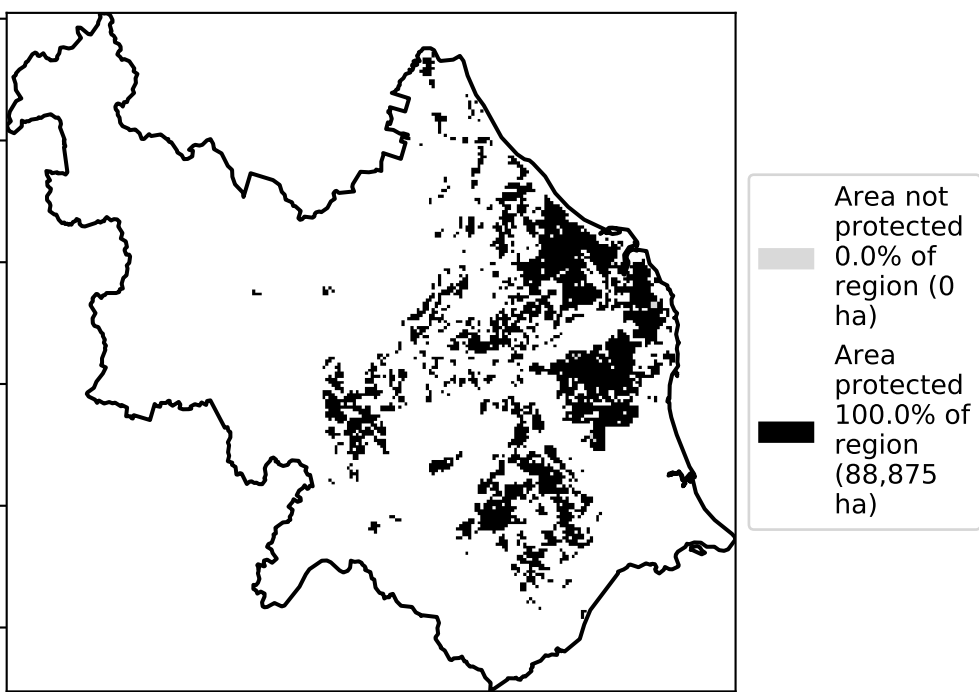 Area not
protected
0.0% of
region (0
ha)
Area
protected
100.0% of
region
(88,875
ha)